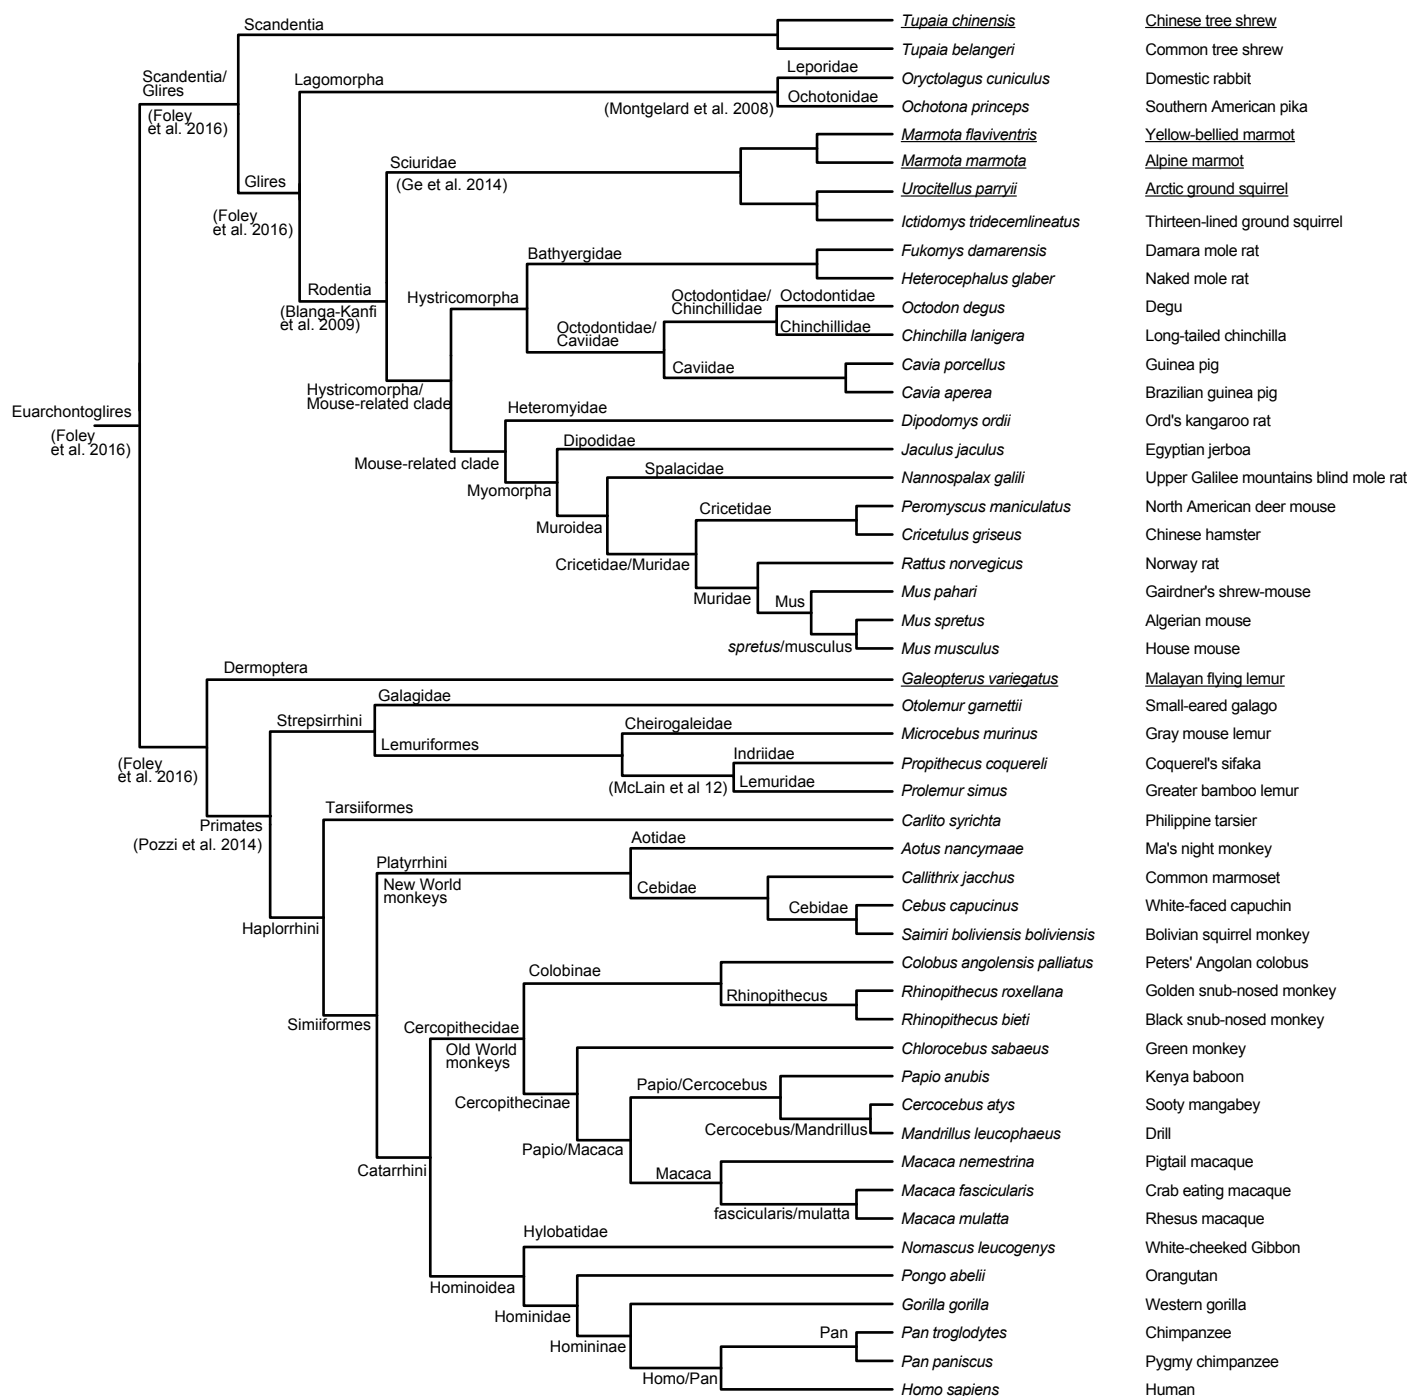 Scandentia
Tupaia chinensis Chinese tree shrew
Tupaia belangeri Common tree shrew
Scandentia/
Glires
(Foley
et al. 2016)
Lagomorpha
Leporidae
Oryctolagus cuniculus Domestic rabbit
(Montgelard et al. 2008)
Ochotonidae
Ochotona princeps Southern American pika
Marmota flaviventris Yellow-bellied marmot
Sciuridae
Marmota marmota Alpine marmot
Glires
(Ge et al. 2014)
Urocitellus parryii Arctic ground squirrel
(Foley
et al. 2016)
Ictidomys tridecemlineatus Thirteen-lined ground squirrel
Bathyergidae
Fukomys damarensis Damara mole rat
Heterocephalus glaber Naked mole rat
Rodentia
(Blanga-Kanfi
et al. 2009)
Hystricomorpha
Octodontidae/
Chinchillidae
Octodontidae
Octodon degus Degu
Chinchillidae
Chinchilla lanigera Long-tailed chinchilla
Octodontidae/
Caviidae
Caviidae
Cavia porcellus Guinea pig
Cavia aperea Brazilian guinea pig
Hystricomorpha/
Mouse-related clade
Euarchontoglires
(Foley
et al. 2016)
Heteromyidae
Dipodomys ordii Ord's kangaroo rat
Dipodidae
Jaculus jaculus Egyptian jerboa
Mouse-related clade
Spalacidae
Nannospalax galili Upper Galilee mountains blind mole rat
Myomorpha
Cricetidae
Peromyscus maniculatus North American deer mouse
Muroidea
Cricetulus griseus Chinese hamster
Cricetidae/Muridae
Rattus norvegicus Norway rat
Muridae
Mus
Mus pahari Gairdner's shrew-mouse
Mus spretus Algerian mouse
spretus/musculus
Mus musculus House mouse
Dermoptera
Galeopterus variegatus Malayan flying lemur
Galagidae
Otolemur garnettii Small-eared galago
Strepsirrhini
Cheirogaleidae
Microcebus murinus Gray mouse lemur
Lemuriformes
Indriidae
Propithecus coquereli Coquerel's sifaka
(Foley
et al. 2016)
(McLain et al 12)
Lemuridae
Prolemur simus Greater bamboo lemur
Tarsiiformes
Carlito syrichta Philippine tarsier
Primates
(Pozzi et al. 2014)
Aotidae
Aotus nancymaae Ma's night monkey
Platyrrhini
New World
monkeys
Cebidae
Callithrix jacchus Common marmoset
Cebidae
Cebus capucinus White-faced capuchin
Haplorrhini
Saimiri boliviensis boliviensis Bolivian squirrel monkey
Colobinae
Colobus angolensis palliatus Peters' Angolan colobus
Rhinopithecus
Rhinopithecus roxellana Golden snub-nosed monkey
Rhinopithecus bieti Black snub-nosed monkey
Simiiformes
Cercopithecidae
Old World
monkeys
Chlorocebus sabaeus Green monkey
Papio/Cercocebus
Papio anubis Kenya baboon
Cercopithecinae
Cercocebus atys Sooty mangabey
Cercocebus/Mandrillus
Mandrillus leucophaeus Drill
Papio/Macaca
Catarrhini
Macaca nemestrina Pigtail macaque
Macaca
Macaca fascicularis Crab eating macaque
fascicularis/mulatta
Macaca mulatta Rhesus macaque
Hylobatidae
Nomascus leucogenys White-cheeked Gibbon
Hominoidea
Pongo abelii Orangutan
Hominidae
Gorilla gorilla Western gorilla
Homininae
Pan
Pan troglodytes Chimpanzee
Pan paniscus Pygmy chimpanzee
Homo/Pan
Homo sapiens Human